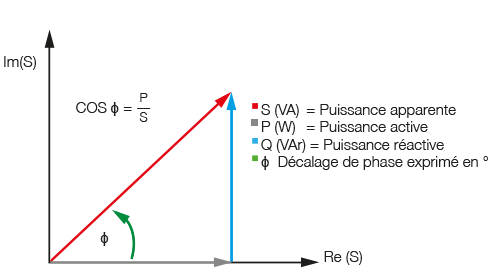 Im(S)
COS ϕ = P/S
S (VA) = Puissance apparente
P (W) = Puissance active
Q (VAr) = Puissance réactive
ϕ Décalage de phase exprimé en °
ϕ
Re (S)